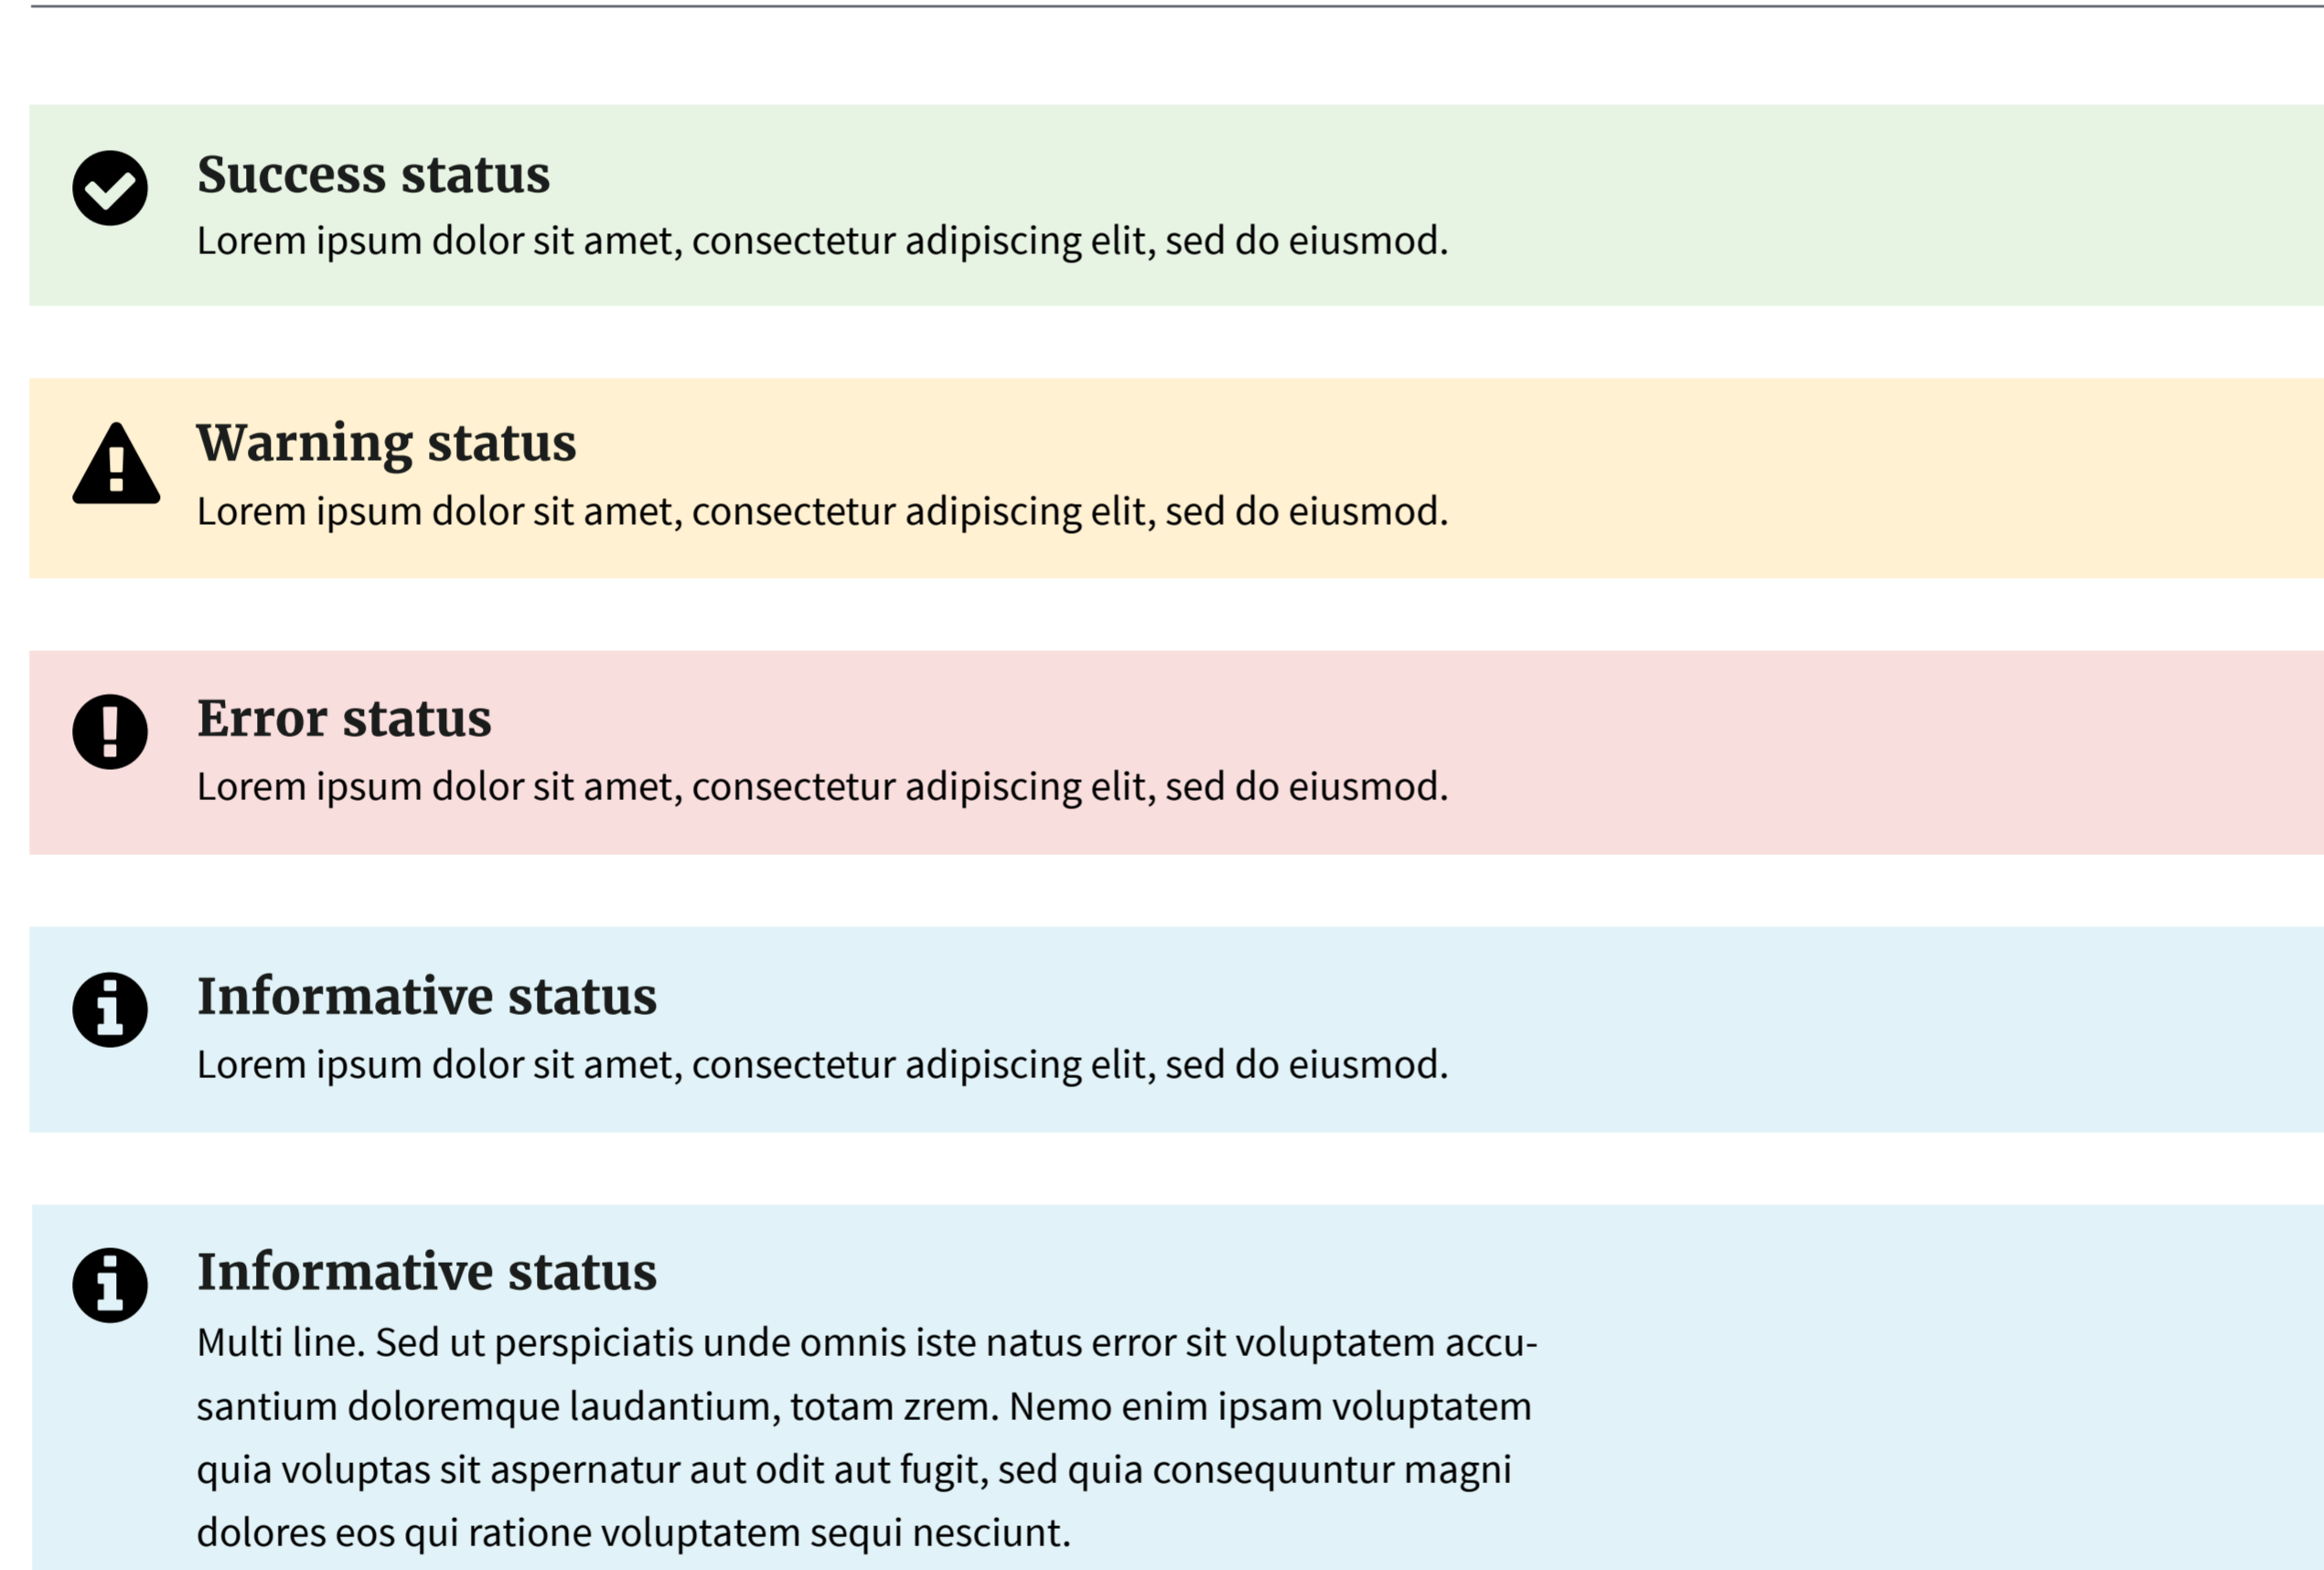 Success status
Lorem ipsum dolor sit amet, consectetur adipiscing elit, sed do eiusmod.
Warning status
Lorem ipsum dolor sit amet, consectetur adipiscing elit, sed do eiusmod.
Error status
Lorem ipsum dolor sit amet, consectetur adipiscing elit, sed do eiusmod.
Informative status
Lorem ipsum dolor sit amet, consectetur adipiscing elit, sed do eiusmod.
Informative status
Multi line. Sed ut perspiciatis unde omnis iste natus error sit voluptatem accu-
santium doloremque laudantium, totam zrem. Nemo enim ipsam voluptatem
quia voluptas sit aspernatur aut odit aut fugit, sed quia consequuntur magni
dolores eos qui ratione voluptatem sequi nesciunt.